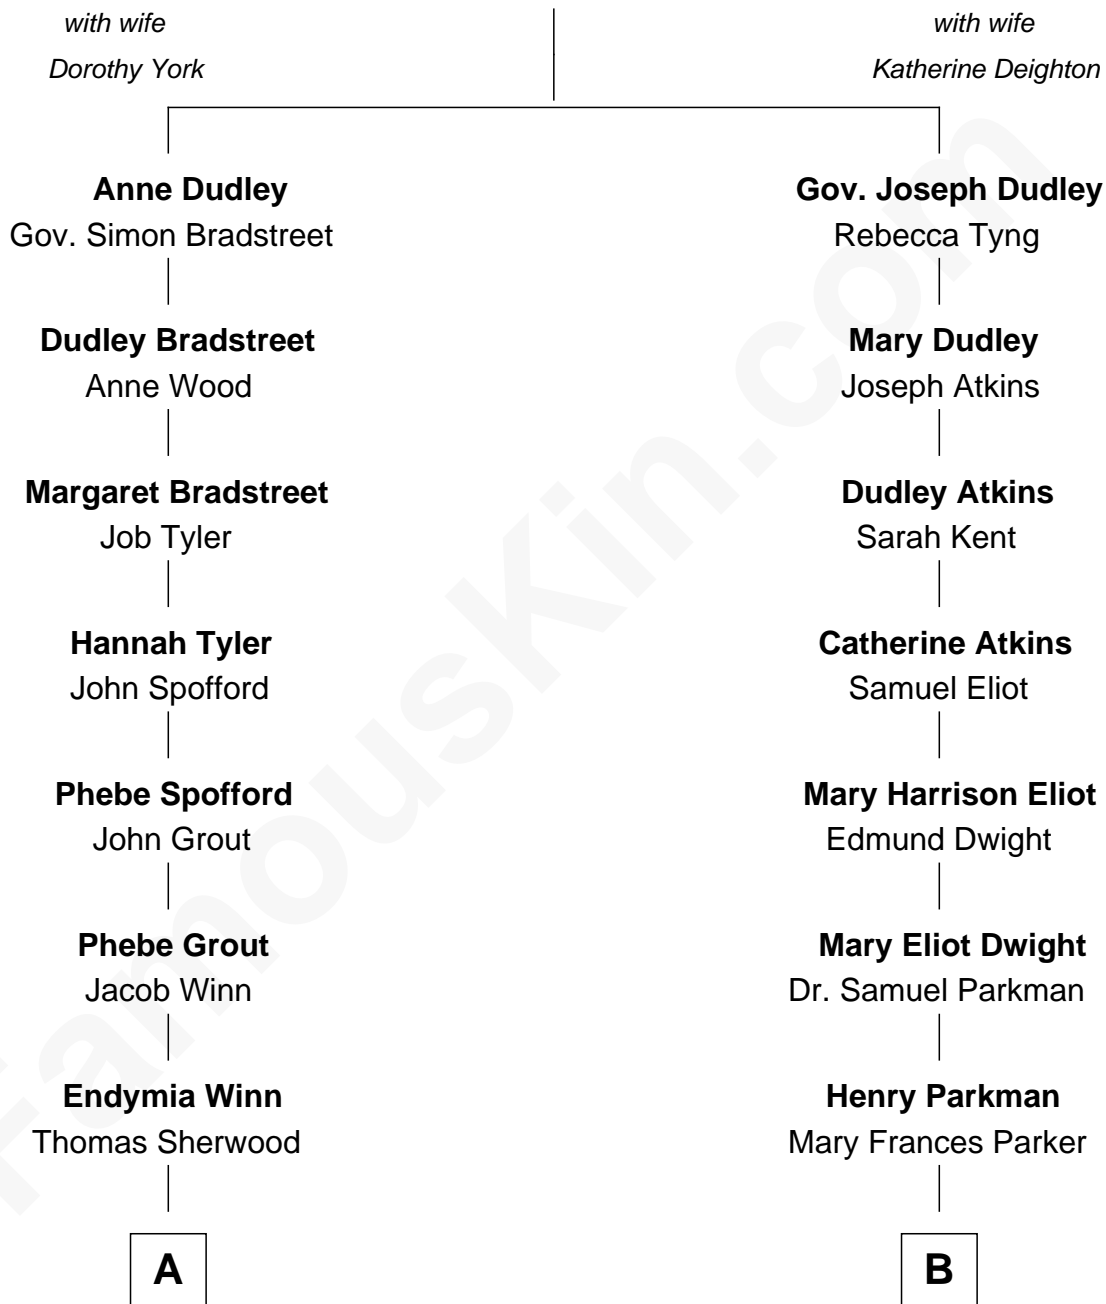 with wife
Dorothy York
with wife
Katherine Deighton
Anne Dudley
Gov. Simon Bradstreet
Gov. Joseph Dudley
Rebecca Tyng
Dudley Bradstreet
Anne Wood
Mary Dudley
Joseph Atkins
Margaret Bradstreet
Job Tyler
Dudley Atkins
Sarah Kent
Hannah Tyler
John Spofford
Catherine Atkins
Samuel Eliot
Phebe Spofford
John Grout
Mary Harrison Eliot
Edmund Dwight
Phebe Grout
Jacob Winn
Mary Eliot Dwight
Dr. Samuel Parkman
Endymia Winn
Thomas Sherwood
Henry Parkman
Mary Frances Parker
A
B
FamousKin.com